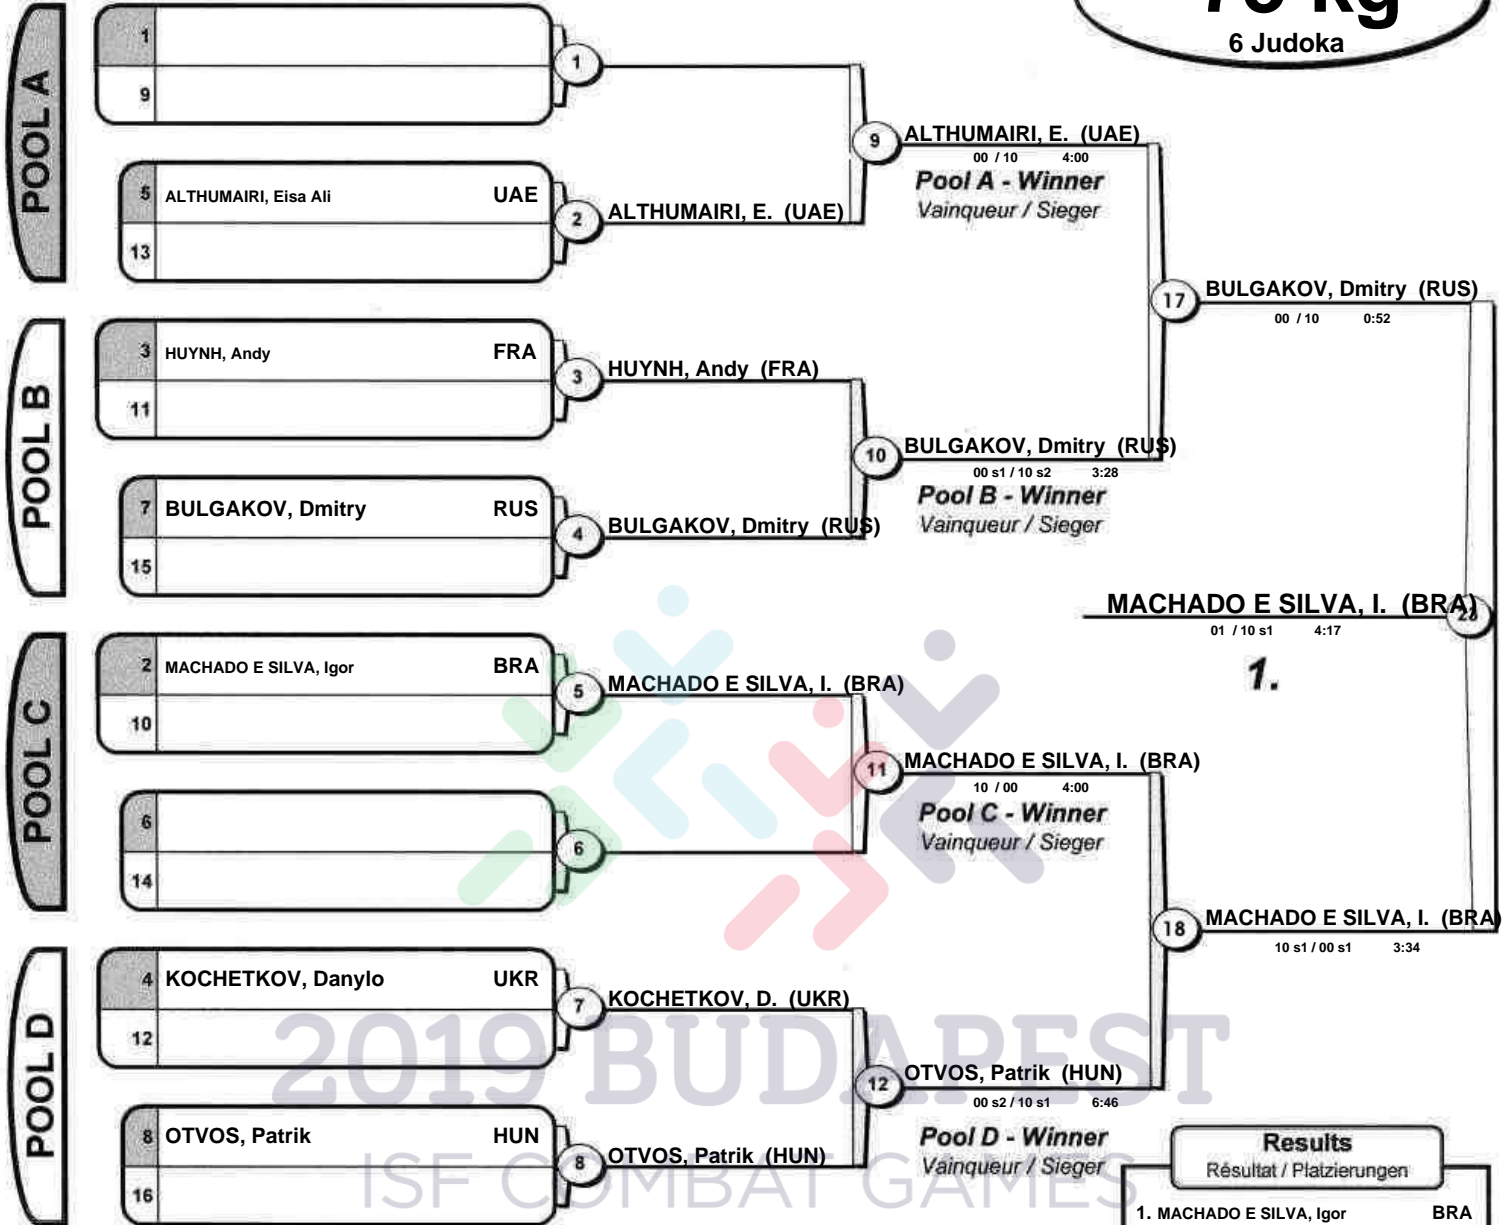 6 Judoka
POOL A
1
9
1
5 ALTHUMAIRI, Eisa Ali UAE
13
2
ALTHUMAIRI, E. (UAE)
9
ALTHUMAIRI, E. (UAE)
00 / 10 4:00
Pool A - Winner
Vainqueur / Sieger
POOL B
3 HUYNH, Andy FRA
11
3
HUYNH, Andy (FRA)
7 BULGAKOV, Dmitry RUS
15
4
BULGAKOV, Dmitry (RUS)
10
BULGAKOV, Dmitry (RUS)
00 s1 / 10 s2 3:28
Pool B - Winner
Vainqueur / Sieger
17
BULGAKOV, Dmitry (RUS)
00 / 10 0:52
MACHADO E SILVA, I. (BRA)
23
01 / 10 s1 4:17
1.
POOL C
2 MACHADO E SILVA, Igor BRA
10
5
MACHADO E SILVA, I. (BRA)
6
14
6
11
MACHADO E SILVA, I. (BRA)
10 / 00 4:00
Pool C - Winner
Vainqueur / Sieger
18
MACHADO E SILVA, I. (BRA)
10 s1 / 00 s1 3:34
POOL D
4 KOCHETKOV, Danylo UKR
12
7
KOCHETKOV, D. (UKR)
8 OTVOS, Patrik HUN
16
8
OTVOS, Patrik (HUN)
12
OTVOS, Patrik (HUN)
00 s2 / 10 s1 6:46
Pool D - Winner
Vainqueur / Sieger
2019 BUDAPEST
ISF COMBAT GAMES
Results
Résultat / Platzierungen
1. MACHADO E SILVA, Igor BRA